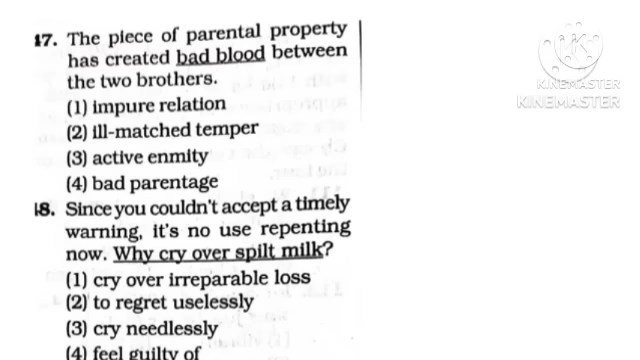 17. The piece of parental property
has created bad blood between
the two brothers.
(1) impure relation
(2) ill-matched temper
(3) active enmity
(4) bad parentage
18. Since you couldn't accept a timely
warning, it's no use repenting
now. Why cry over spilt milk?
(1) cry over irreparable loss
(2) to regret uselessly
(3) cry needlessly
(4) feel guilty of
KINEMASTER
KINEMASTER